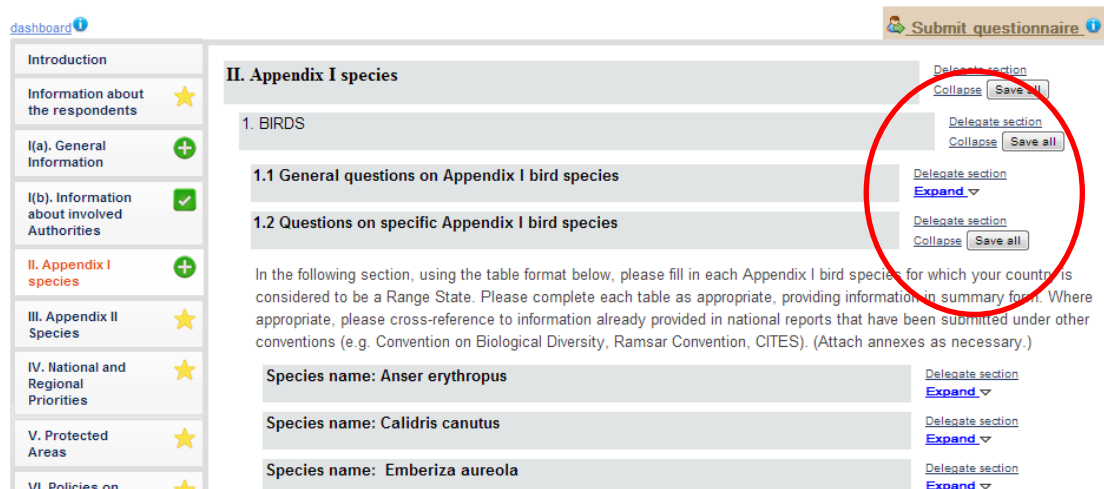 dashboard
Submit questionnaire
Introduction
Information about
the respondents
I(a). General
Information
I(b). Information
about involved
Authorities
II. Appendix I
species
III. Appendix II
Species
IV. National and
Regional
Priorities
V. Protected
Areas
VI. Policies on
II. Appendix I species
Delegate section
Collapse Save all
1. BIRDS
Delegate section
Collapse Save all
1.1 General questions on Appendix I bird species
Delegate section
Expand
1.2 Questions on specific Appendix I bird species
Delegate section
Collapse Save all
In the following section, using the table format below, please fill in each Appendix I bird species for which your country is
considered to be a Range State. Please complete each table as appropriate, providing information in summary form. Where
appropriate, please cross-reference to information already provided in national reports that have been submitted under other
conventions (e.g. Convention on Biological Diversity, Ramsar Convention, CITES). (Attach annexes as necessary.)
Species name: Anser erythropus
Delegate section
Expand
Species name: Calidris canutus
Delegate section
Expand
Species name: Emberiza aureola
Delegate section
Expand